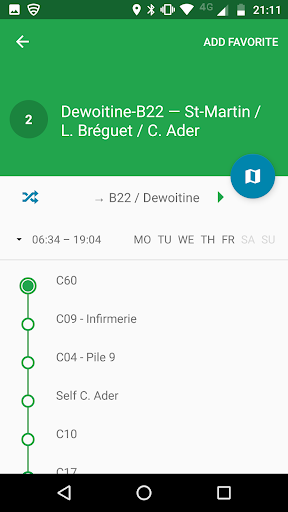 4G 21:11
ADD FAVORITE
2
Dewoitine-B22 — St-Martin /
L. Bréguet / C. Ader
→ B22 / Dewoitine
06:34 – 19:04 MO TU WE TH FR SA SU
C60
C09 - Infirmerie
C04 - Pile 9
Self C. Ader
C10
C17